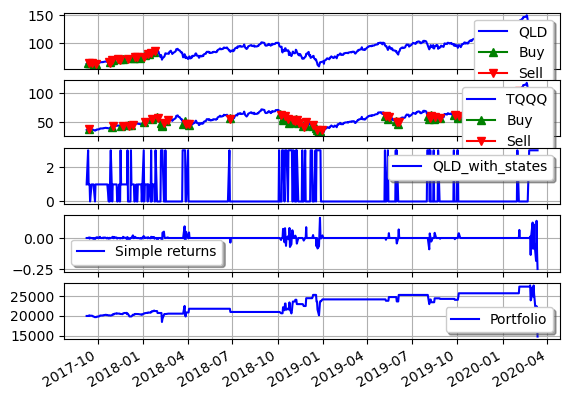 150
100
QLD
Buy
Sell
100
50
TQQQ
Buy
Sell
2
0
QLD_with_states
0.00
−0.25
Simple returns
25000
20000
15000
Portfolio
2017-10
2018-01
2018-04
2018-07
2018-10
2019-01
2019-04
2019-07
2019-10
2020-01
2020-04